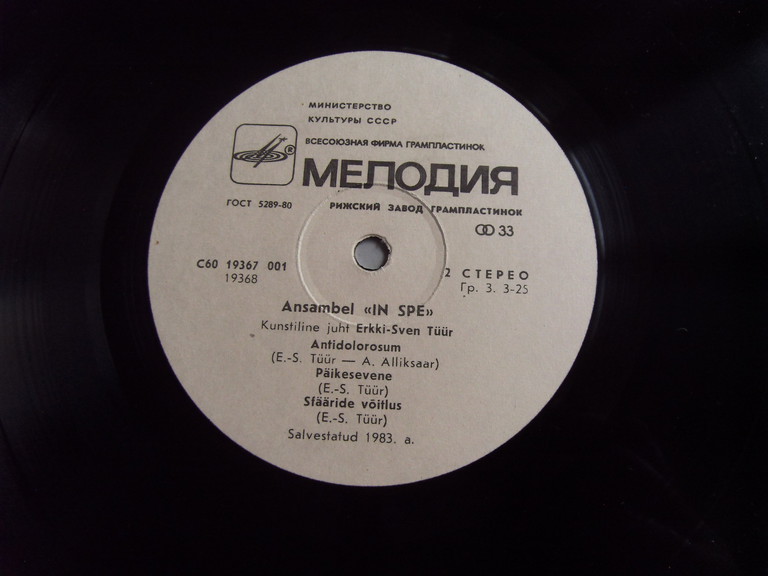 МИНИСТЕРСТВО
КУЛЬТУРЫ СССР
ВСЕСОЮЗНАЯ ФИРМА ГРАМПЛАСТИНОК
®
МЕЛОДИЯ
ГОСТ 5289-80
РИЖСКИЙ ЗАВОД ГРАМПЛАСТИНОК
33
С60 19367 001
19368
2 СТЕРЕО
Гр. 3. 3-25
Ansambel «IN SPE»
Kunstiline juht Erkki-Sven Tüür
Antidolorosum
(E.-S. Tüür — A. Alliksaar)
Päikesevene
(E.-S. Tüür)
Sfääride võitlus
(E.-S. Tüür)
Salvestatud 1983. a.